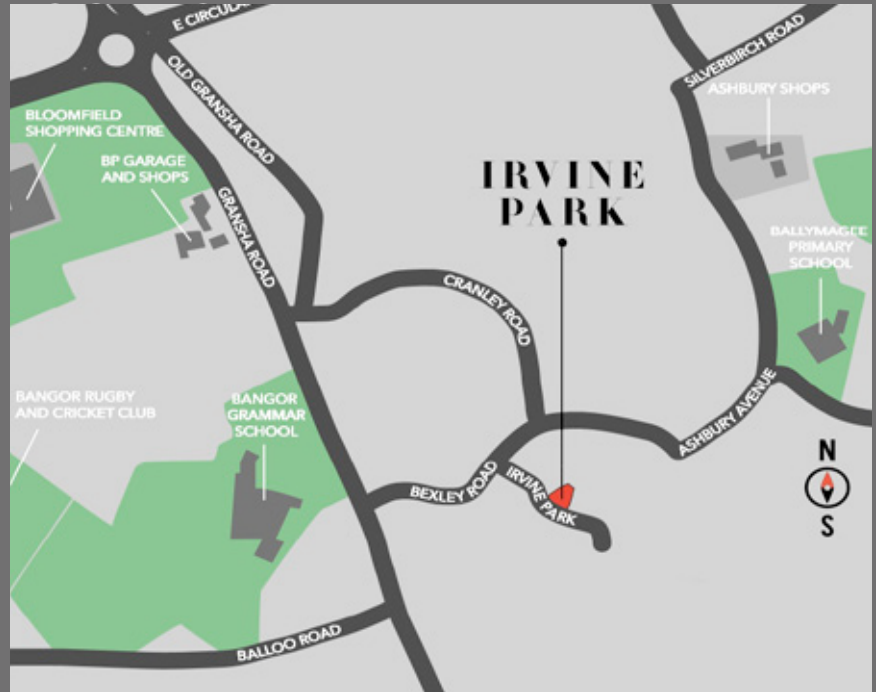 E CIRCULA
OLD GRANSHA ROAD
SILVERBIRCH ROAD
ASHBURY SHOPS
BLOOMFIELD
SHOPPING CENTRE
BP GARAGE
AND SHOPS
GRANSHA ROAD
IRVINE
PARK
BALLYMAGEE
PRIMARY
SCHOOL
CRANLEY ROAD
BANGOR RUGBY
AND CRICKET CLUB
BANGOR
GRAMMAR
SCHOOL
ASHBURY AVENUE
BEXLEY ROAD
IRVINE PARK
N
S
BALLOO ROAD